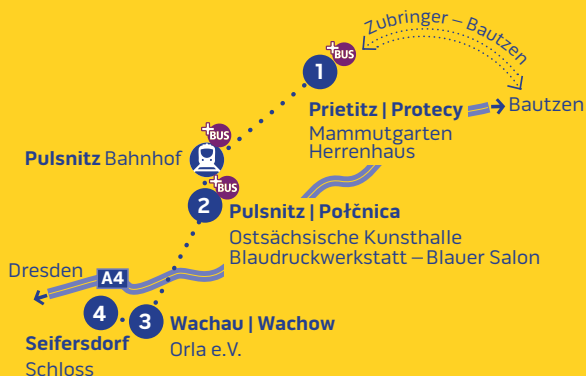 Zubringer – Bautzen
+BUS
1
Prietitz | Protecy
Bautzen
Mammutgarten
Herrenhaus
+BUS
Pulsnitz Bahnhof
+BUS
2
Pulsnitz | Połčnica
Ostsächsische Kunsthalle
Blaudruckwerkstatt – Blauer Salon
Dresden
A4
4
3
Wachau | Wachow
Orla e.V.
Seifersdorf
Schloss